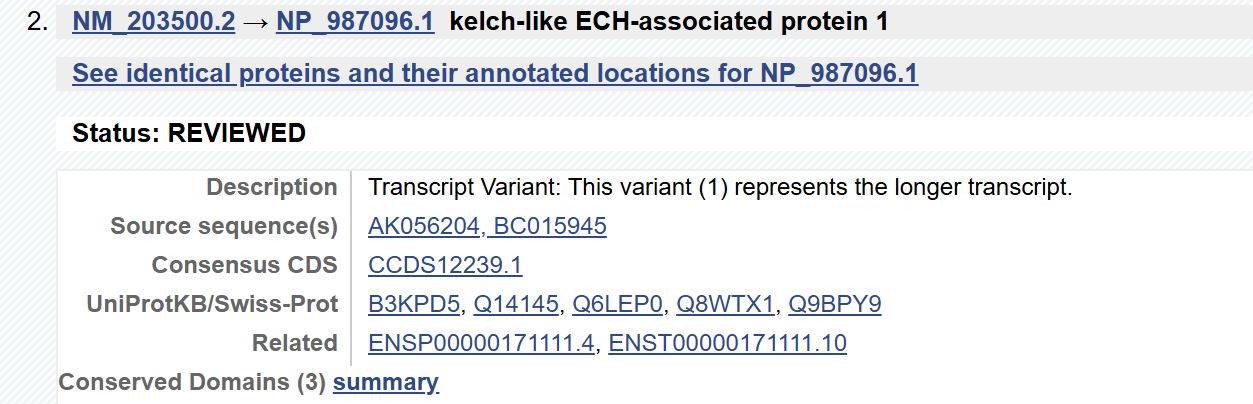 2. NM_203500.2 → NP_987096.1 kelch-like ECH-associated protein 1
See identical proteins and their annotated locations for NP_987096.1
Status: REVIEWED
Description Transcript Variant: This variant (1) represents the longer transcript.
Source sequence(s) AK056204, BC015945
Consensus CDS CCDS12239.1
UniProtKB/Swiss-Prot B3KPD5, Q14145, Q6LEP0, Q8WTX1, Q9BPY9
Related ENSP00000171111.4, ENST00000171111.10
Conserved Domains (3) summary